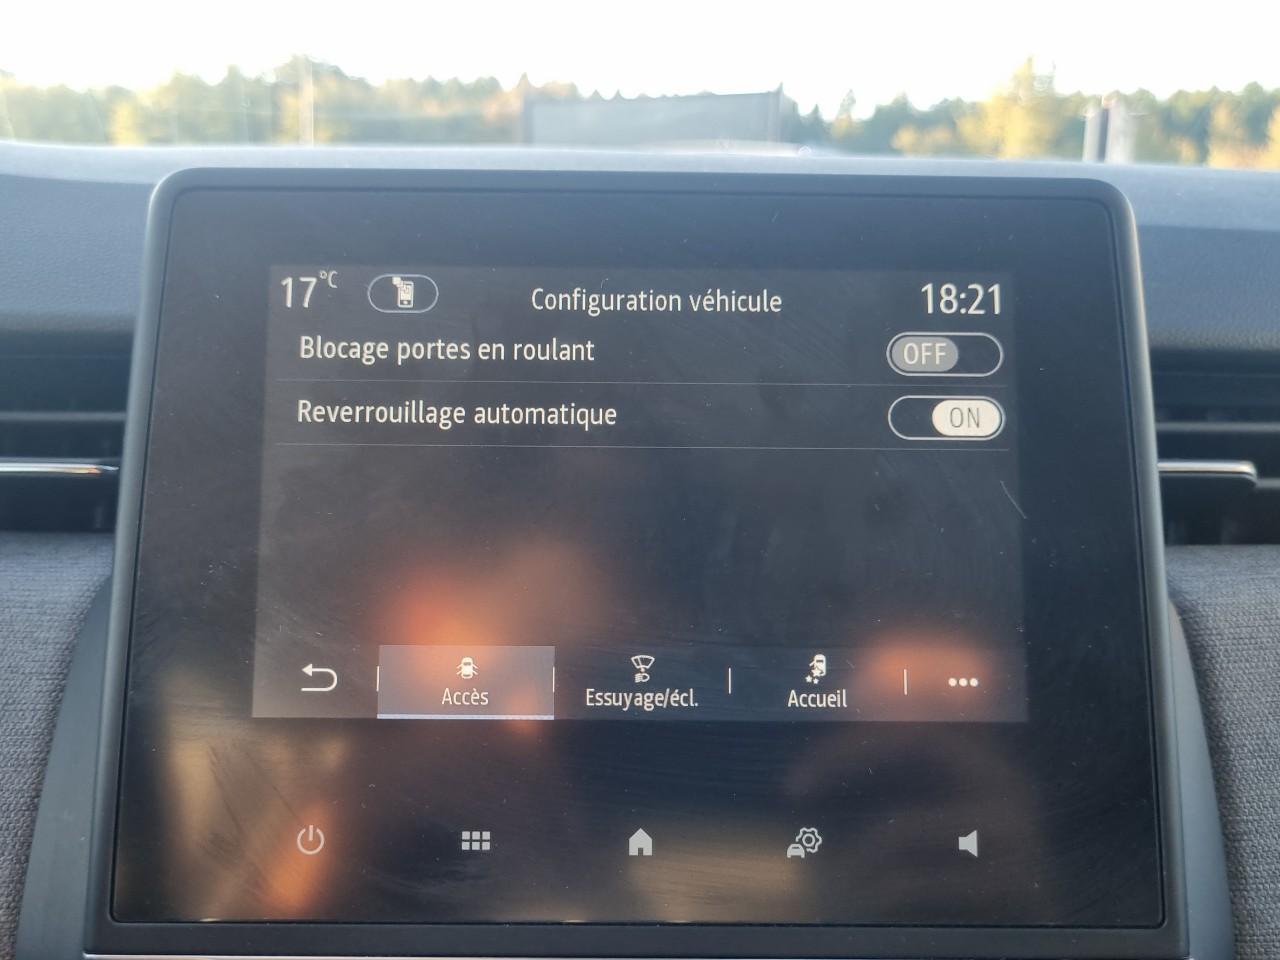 17°C Configuration véhicule 18:21
Blocage portes en roulant OFF
Reverrouillage automatique ON
Accès Essuyage/écl. Accueil •••